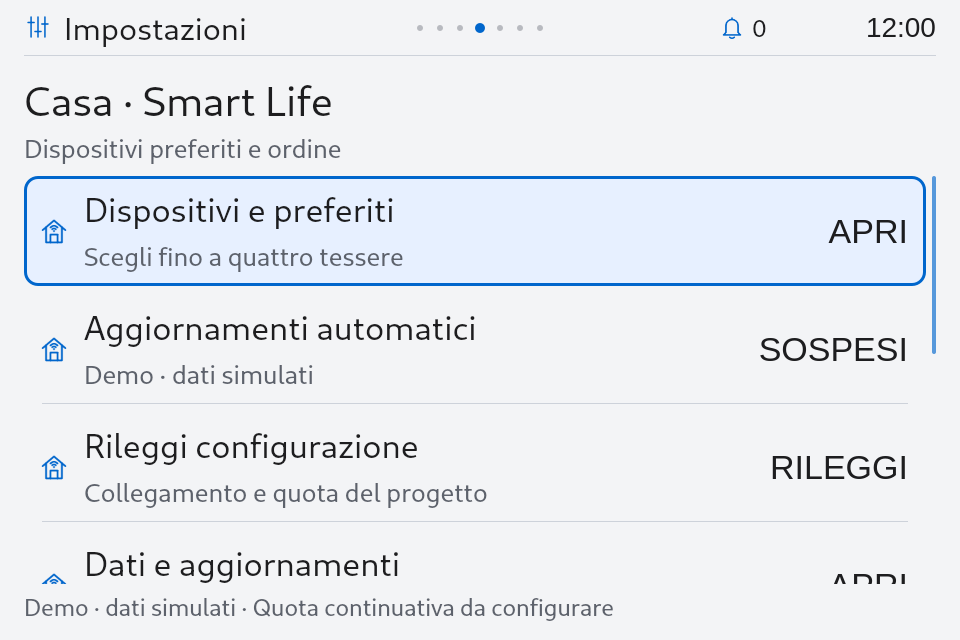 Impostazioni
0
12:00
Casa · Smart Life
Dispositivi preferiti e ordine
Dispositivi e preferiti
APRI
Scegli fino a quattro tessere
Aggiornamenti automatici
SOSPESI
Demo · dati simulati
Rileggi configurazione
RILEGGI
Collegamento e quota del progetto
Dati e aggiornamenti
APRI
Demo · dati simulati · Quota continuativa da configurare